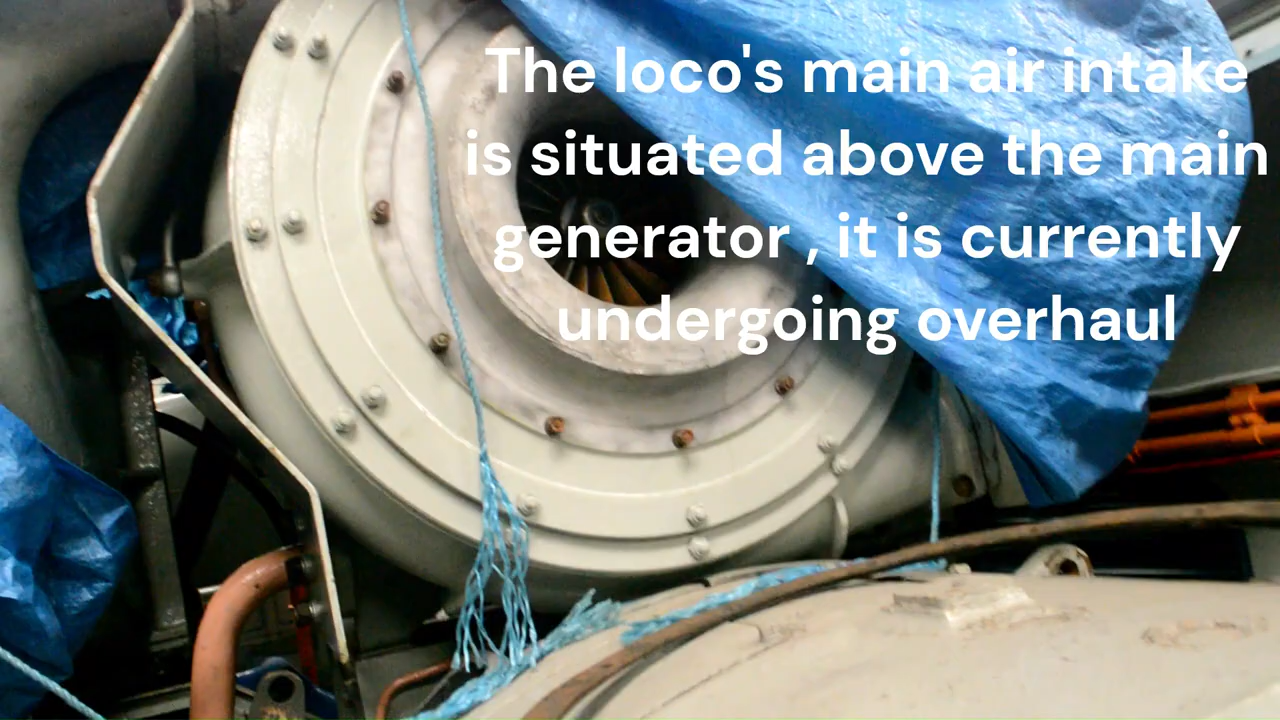 The loco's main air intake
is situated above the main
generator , it is currently
undergoing overhaul